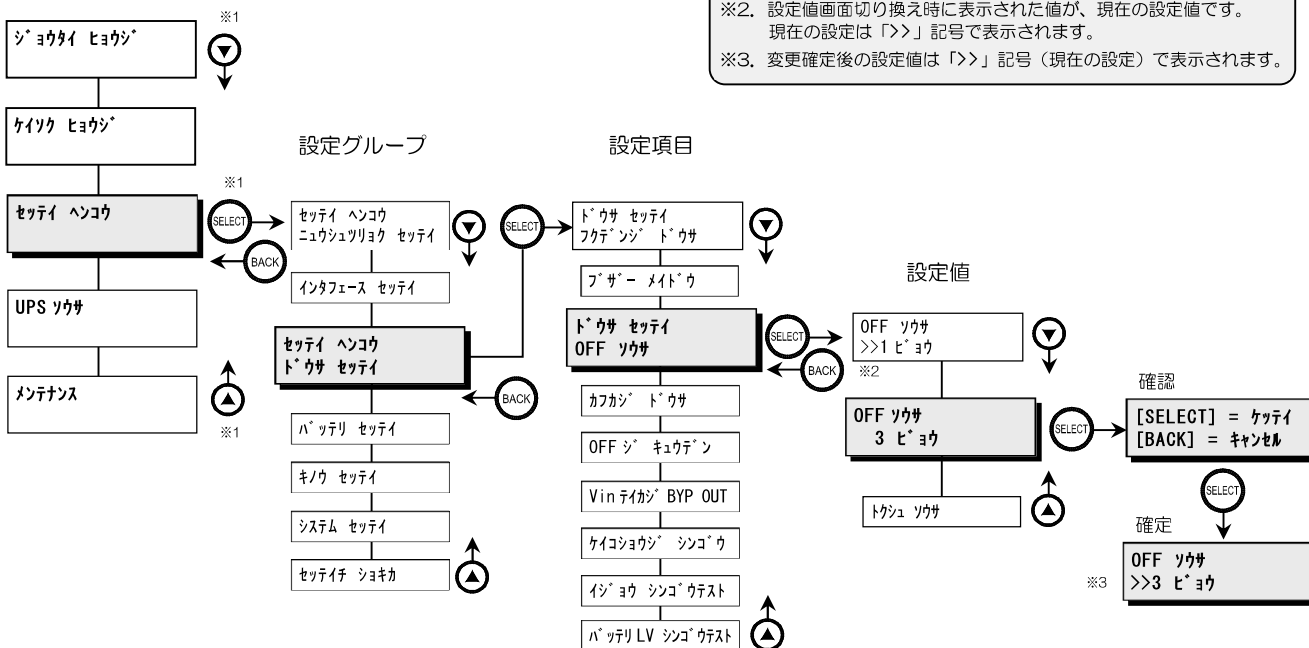 ※2. 設定値画面切り換え時に表示された値が、現在の設定値です。
現在の設定は「>>」記号で表示されます。
※3. 変更確定後の設定値は「>>」記号（現在の設定）で表示されます。
※1
ｼﾞｮｳﾀｲ ﾋｮｳｼﾞ
ｹｲｿｸ ﾋｮｳｼﾞ
ｾｯﾃｲ ﾍﾝｺｳ
UPS ｿｳｻ
ﾒﾝﾃﾅﾝｽ
※1
※1
SELECT
BACK
設定グループ
ｾｯﾃｲ ﾍﾝｺｳ
ﾆｭｳｼｭﾂﾘｮｸ ｾｯﾃｲ
ｲﾝﾀﾌｪｰｽ ｾｯﾃｲ
ｾｯﾃｲ ﾍﾝｺｳ
ﾄﾞｳｻ ｾｯﾃｲ
ﾊﾞｯﾃﾘ ｾｯﾃｲ
ｷﾉｳ ｾｯﾃｲ
ｼｽﾃﾑ ｾｯﾃｲ
ｾｯﾃｲﾁ ｼｮｷｶ
SELECT
BACK
設定項目
ﾄﾞｳｻ ｾｯﾃｲ
ﾌｸﾃﾞﾝｼﾞ ﾄﾞｳｻ
ﾌﾞｻﾞｰ ﾒｲﾄﾞｳ
ﾄﾞｳｻ ｾｯﾃｲ
OFF ｿｳｻ
ｶﾌｶｼﾞ ﾄﾞｳｻ
OFF ｼﾞ ｷｭｳﾃﾞﾝ
Vin ﾃｲｶｼﾞ BYP OUT
ｹｲｺｼｮｳｼﾞ ｼﾝｺﾞｳ
ｲｼﾞｮｳ ｼﾝｺﾞｳﾃｽﾄ
ﾊﾞｯﾃﾘ LV ｼﾝｺﾞｳﾃｽﾄ
SELECT
BACK
設定値
OFF ｿｳｻ
>>1 ﾋﾞｮｳ
※2
OFF ｿｳｻ
3 ﾋﾞｮｳ
ﾄｸｼｭ ｿｳｻ
SELECT
確認
[SELECT] = ｹｯﾃｲ
[BACK] = ｷｬﾝｾﾙ
SELECT
確定
OFF ｿｳｻ
>>3 ﾋﾞｮｳ
※3